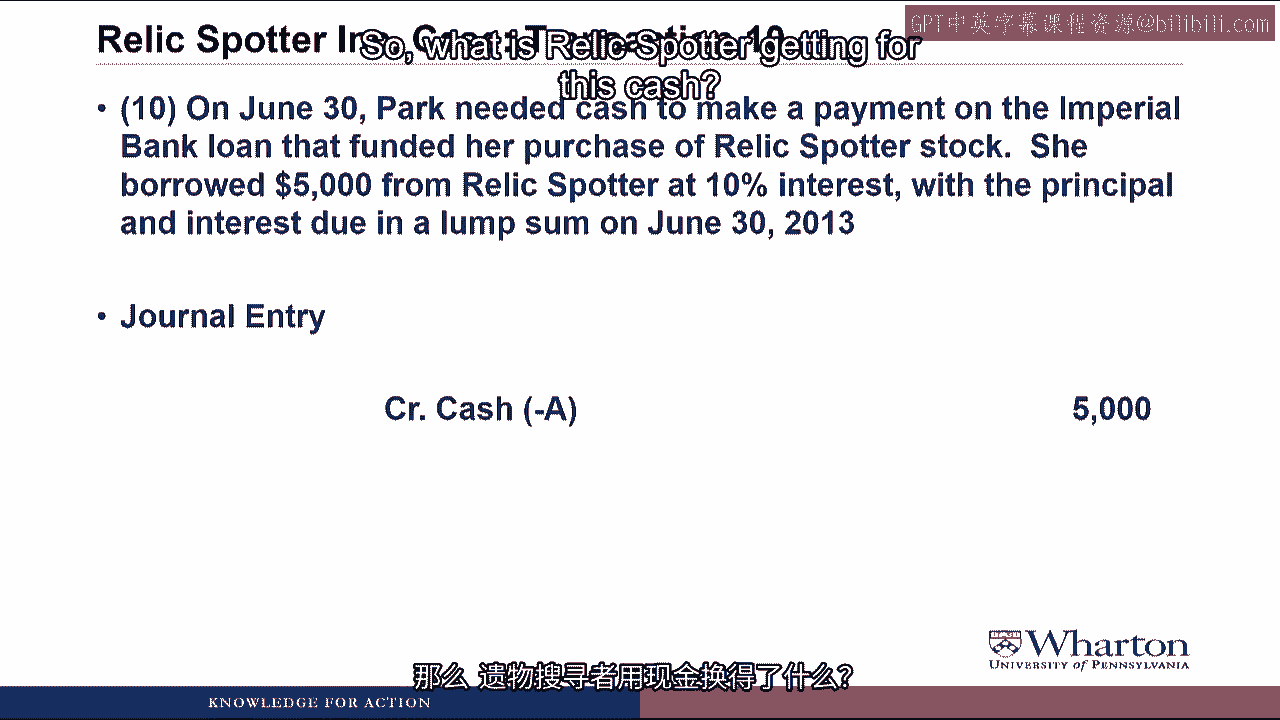 GPT中英字幕课程资源@bilibili.com
Relic Spotter Inc. Case: Transaction 10
So, what is Relic Spotter getting for
this cash?
• (10) On June 30, Park needed cash to make a payment on the Imperial
Bank loan that funded her purchase of Relic Spotter stock. She
borrowed $5,000 from Relic Spotter at 10% interest, with the principal
and interest due in a lump sum on June 30, 2013
• Journal Entry
Cr. Cash (-A) 5,000
Wharton
UNIVERSITY OF PENNSYLVANIA
那么 遗物搜寻者用现金换得了什么?
KNOWLEDGE FOR ACTION